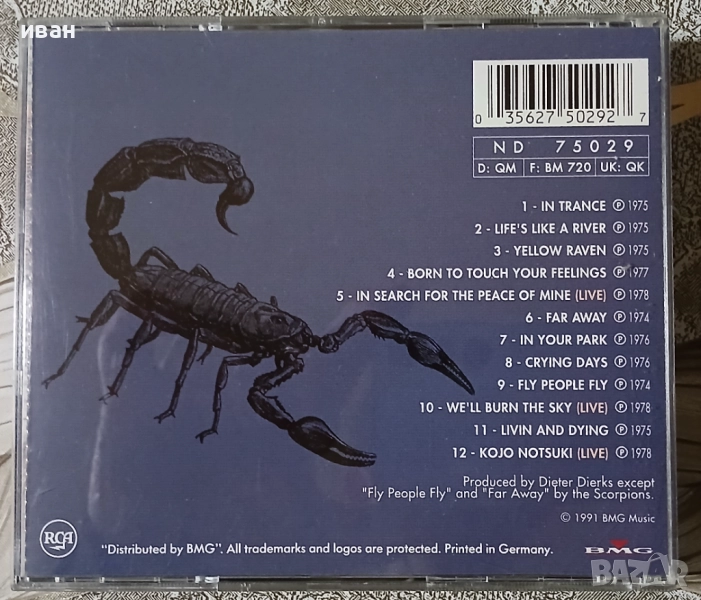 иван
0 35627 50292 7
ND 75029
D: QM F: BM 720 UK: QK
1 - IN TRANCE Ⓟ 1975
2 - LIFE'S LIKE A RIVER Ⓟ 1975
3 - YELLOW RAVEN Ⓟ 1975
4 - BORN TO TOUCH YOUR FEELINGS Ⓟ 1977
5 - IN SEARCH FOR THE PEACE OF MINE (LIVE) Ⓟ 1978
6 - FAR AWAY Ⓟ 1974
7 - IN YOUR PARK Ⓟ 1976
8 - CRYING DAYS Ⓟ 1976
9 - FLY PEOPLE FLY Ⓟ 1974
10 - WE'LL BURN THE SKY (LIVE) Ⓟ 1978
11 - LIVIN AND DYING Ⓟ 1975
12 - KOJO NOTSUKI (LIVE) Ⓟ 1978
Produced by Dieter Dierks except
"Fly People Fly" and "Far Away" by the Scorpions.
© 1991 BMG Music
RCA
"Distributed by BMG". All trademarks and logos are protected. Printed in Germany.
BMG
BAZAR